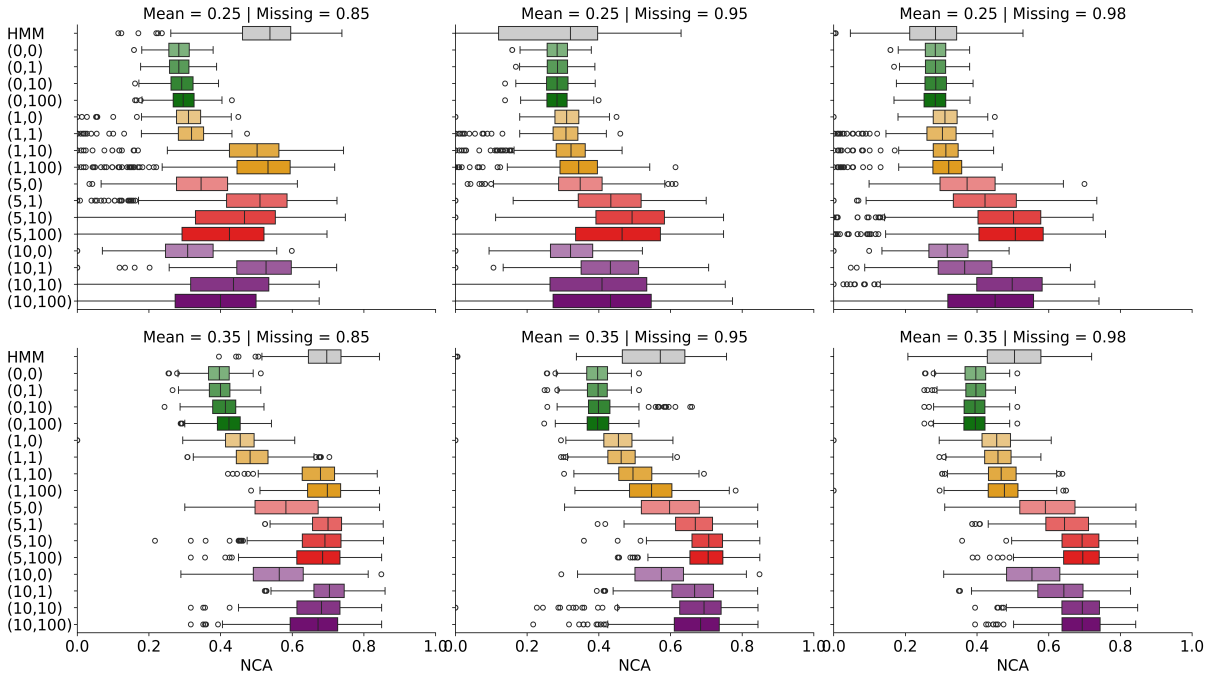 Mean = 0.25 | Missing = 0.85
Mean = 0.25 | Missing = 0.95
Mean = 0.25 | Missing = 0.98
HMM
(0,0)
(0,1)
(0,10)
(0,100)
(1,0)
(1,1)
(1,10)
(1,100)
(5,0)
(5,1)
(5,10)
(5,100)
(10,0)
(10,1)
(10,10)
(10,100)
Mean = 0.35 | Missing = 0.85
Mean = 0.35 | Missing = 0.95
Mean = 0.35 | Missing = 0.98
HMM
(0,0)
(0,1)
(0,10)
(0,100)
(1,0)
(1,1)
(1,10)
(1,100)
(5,0)
(5,1)
(5,10)
(5,100)
(10,0)
(10,1)
(10,10)
(10,100)
0.0 0.2 0.4 0.6 0.8 1.0
0.0 0.2 0.4 0.6 0.8 1.0
0.0 0.2 0.4 0.6 0.8 1.0
NCA
NCA
NCA